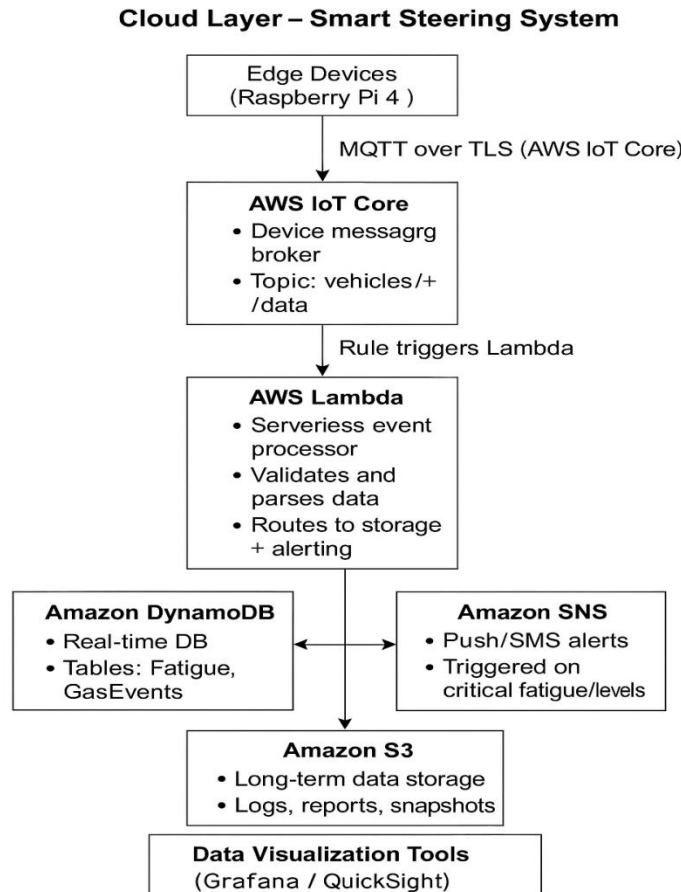 Cloud Layer – Smart Steering System
Edge Devices
(Raspberry Pi 4 )
MQTT over TLS (AWS IoT Core)
AWS IoT Core
• Device messagrg
broker
• Topic: vehicles/+
/data
Rule triggers Lambda
AWS Lambda
• Serveriess event
processor
• Validates and
parses data
• Routes to storage
+ alerting
Amazon DynamoDB
• Real-time DB
• Tables: Fatigue,
GasEvents
Amazon SNS
• Push/SMS alerts
• Triggered on
critical fatigue/levels
Amazon S3
• Long-term data storage
• Logs, reports, snapshots
Data Visualization Tools
(Grafana / QuickSight)